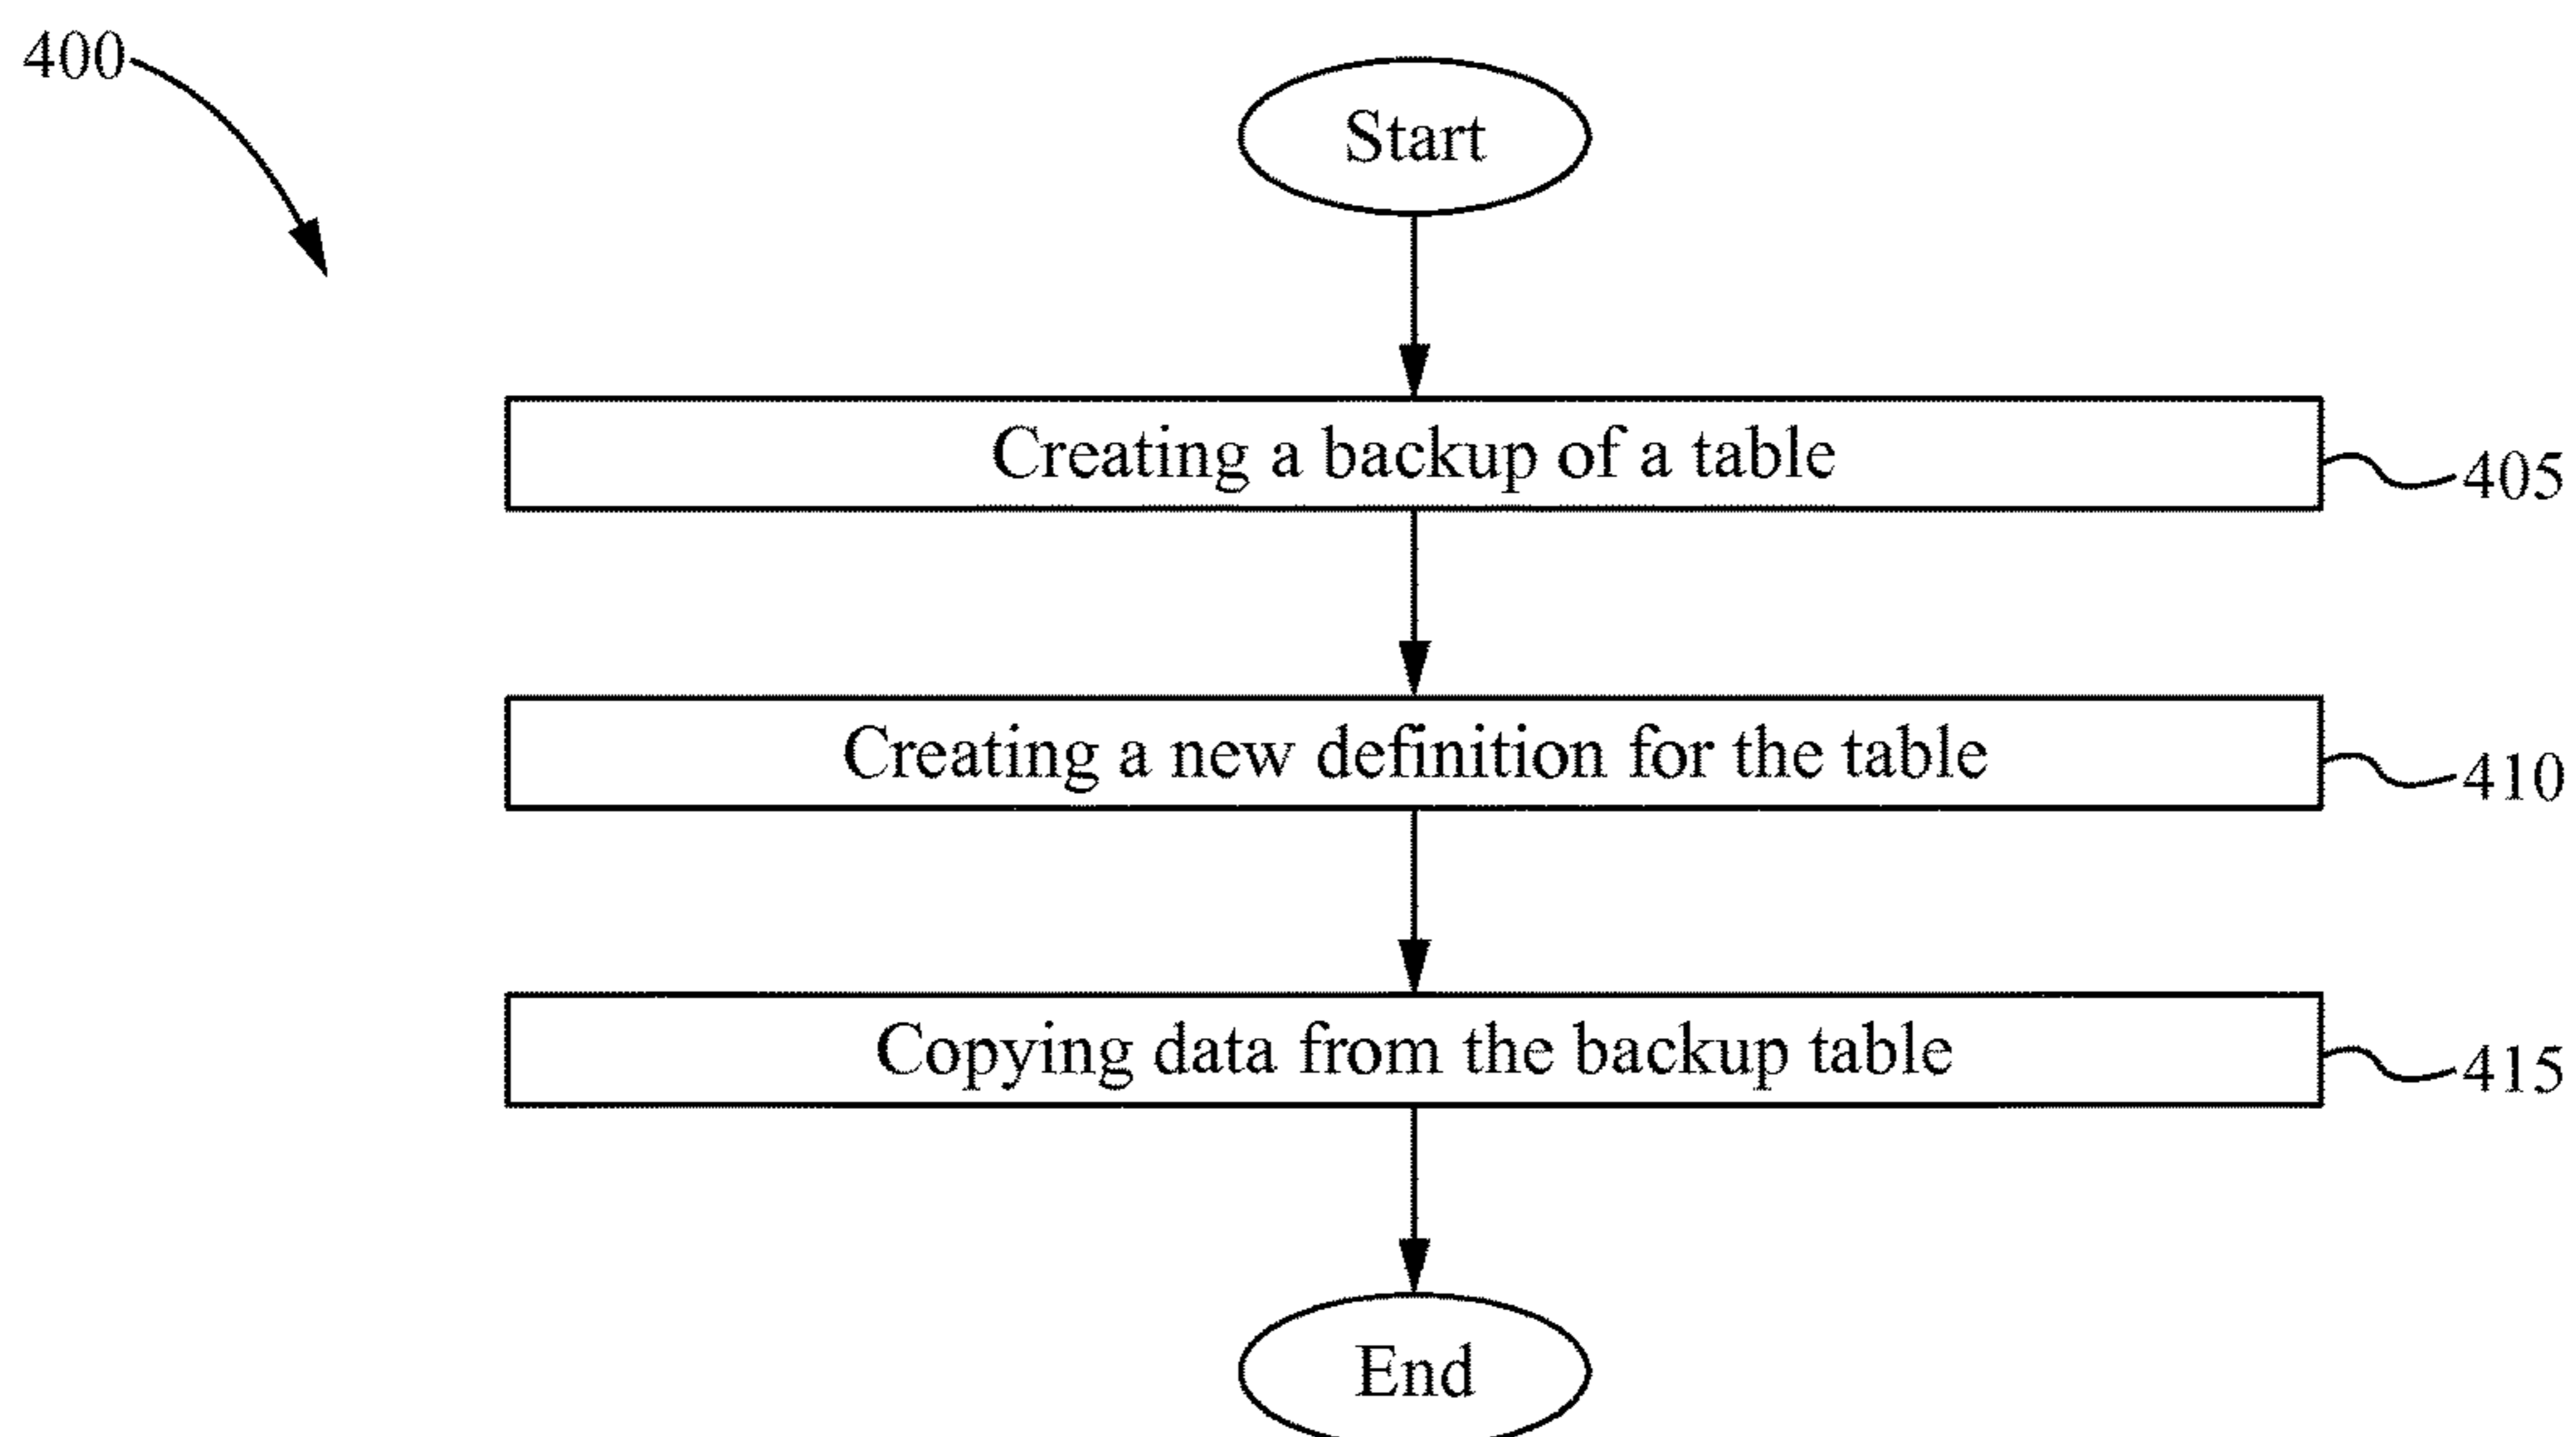 400
Start
Creating a backup of a table
405
Creating a new definition for the table
410
Copying data from the backup table
415
End